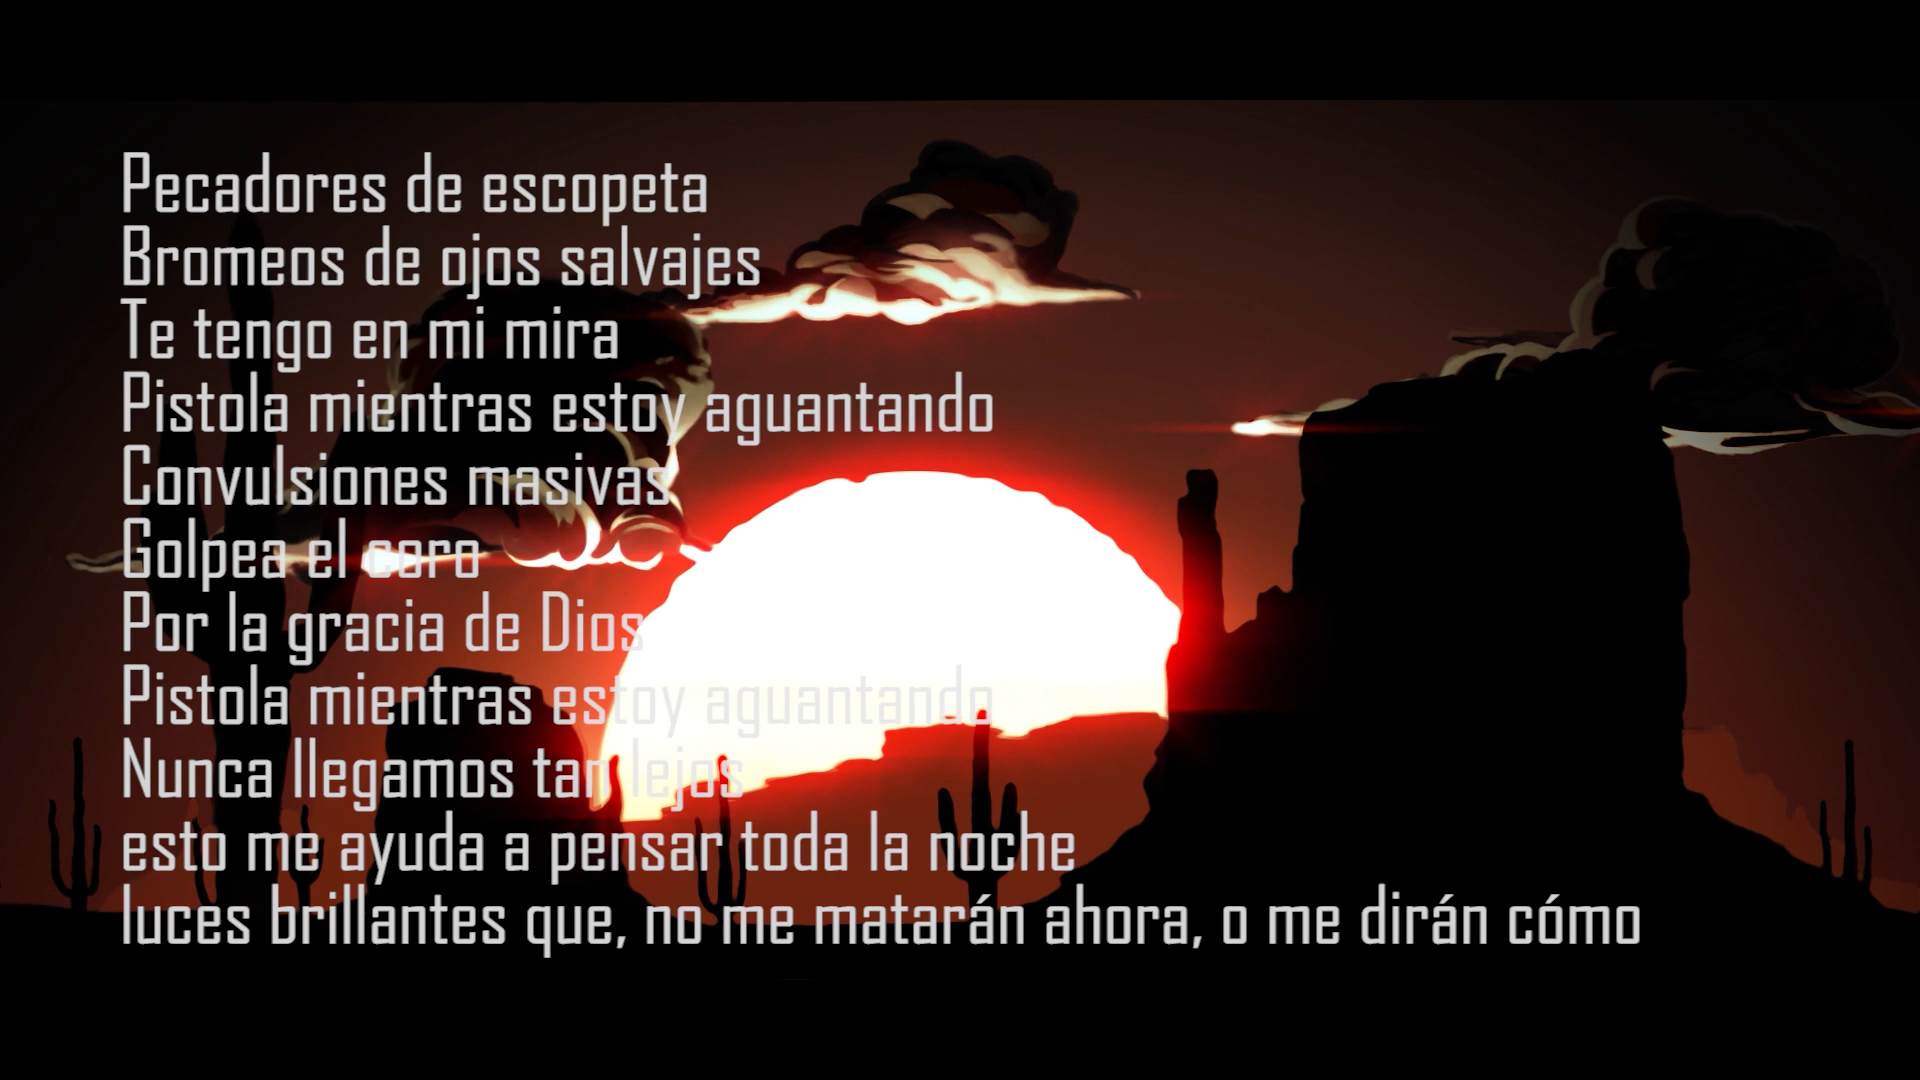 Pecadores de escopeta
Bromeos de ojos salvajes
Te tengo en mi mira
Pistola mientras estoy aguantando
Convulsiones masivas
Golpea el coro
Por la gracia de Dios
Pistola mientras estoy aguantando
Nunca llegamos tan lejos
esto me ayuda a pensar toda la noche
luces brillantes que, no me matarán ahora, o me dirán cómo